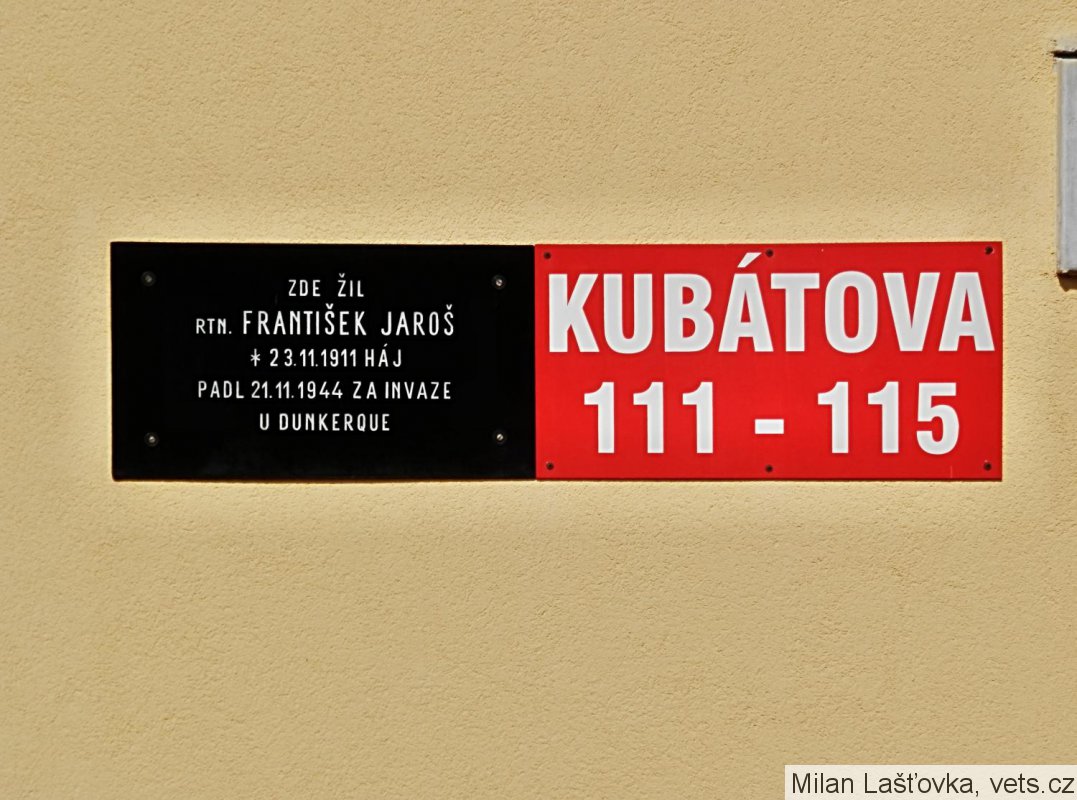 ZDE ŽIL
RTN. FRANTIŠEK JAROŠ
* 23.11.1911 HÁJ
PADL 21.11.1944 ZA INVAZE
U DUNKERQUE
KUBÁTOVA
111 - 115
Milan Lašťovka, vets.cz